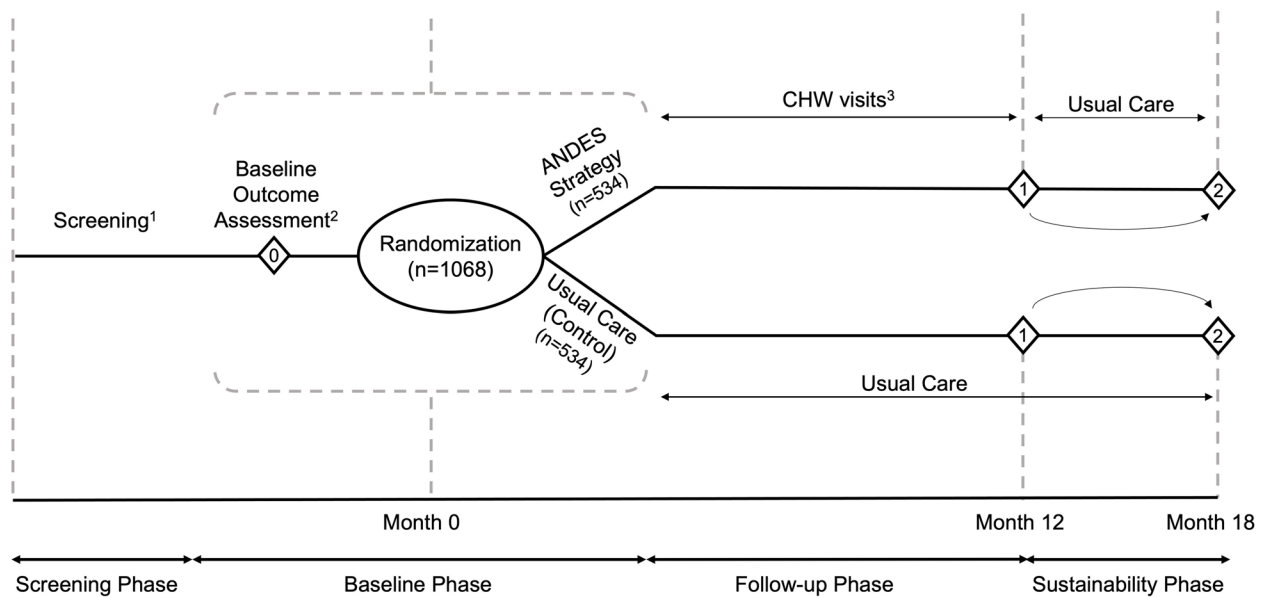 CHW visits³
Usual Care
ANDES
Strategy
(n=534)
Baseline
Outcome
Assessment²
Screening¹
0
Randomization
(n=1068)
1
2
Usual Care
(Control)
(n=534)
1
2
Usual Care
Month 0
Month 12
Month 18
Screening Phase
Baseline Phase
Follow-up Phase
Sustainability Phase